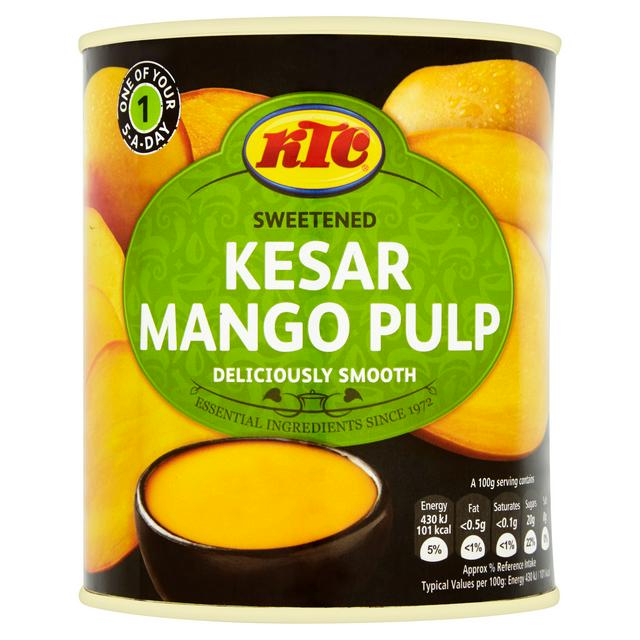 ONE OF YOUR
1
5-A-DAY
KTC
®
SWEETENED
KESAR
MANGO PULP
DELICIOUSLY SMOOTH
ESSENTIAL INGREDIENTS SINCE 1972
A 100g serving contains
Energy
430 kJ
101 kcal
5%
Fat
<0.5g
<1%
Saturates
<0.1g
<1%
Sugars
20g
22%
Approx % Reference Intake
Typical Values per 100g: Energy 430 kJ / 101